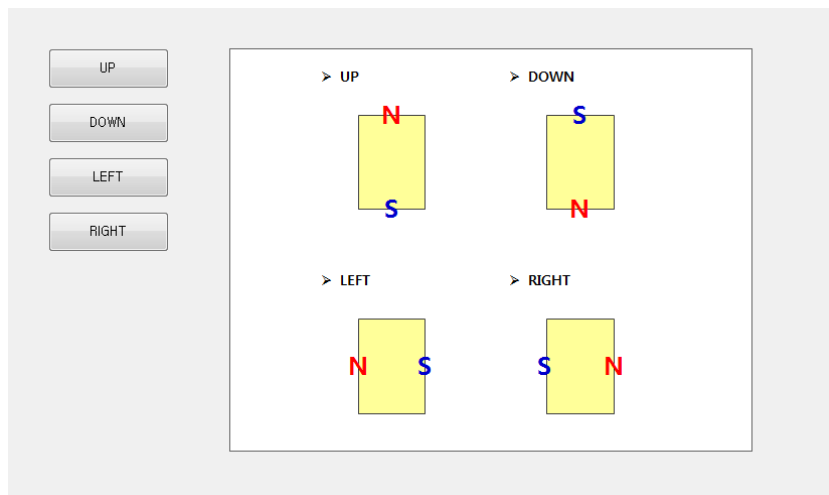 UP
DOWN
LEFT
RIGHT
➢ UP
➢ DOWN
N
S
S
N
➢ LEFT
➢ RIGHT
N S
S N